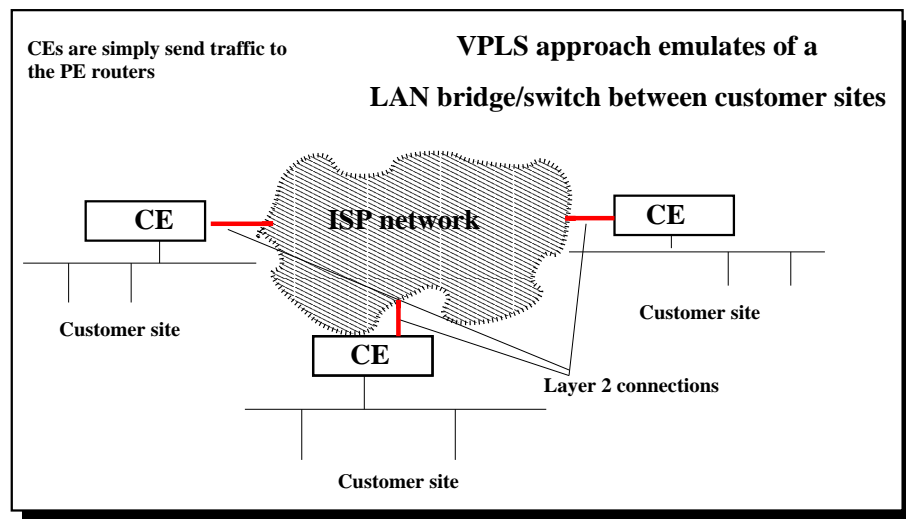 CEs are simply send traffic to
the PE routers
VPLS approach emulates of a
LAN bridge/switch between customer sites
CE
ISP network
CE
Customer site
Customer site
CE
Layer 2 connections
Customer site